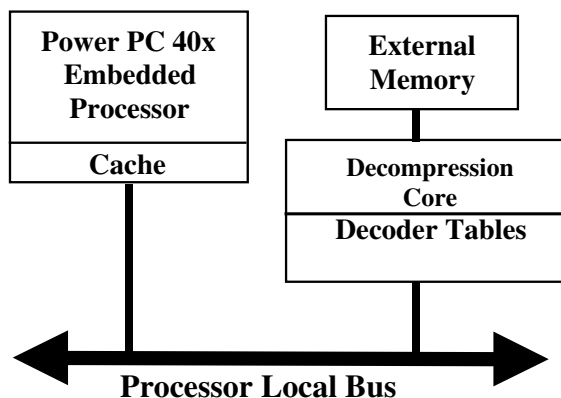 Power PC 40x
Embedded
Processor
Cache
External
Memory
Decompression
Core
Decoder Tables
Processor Local Bus